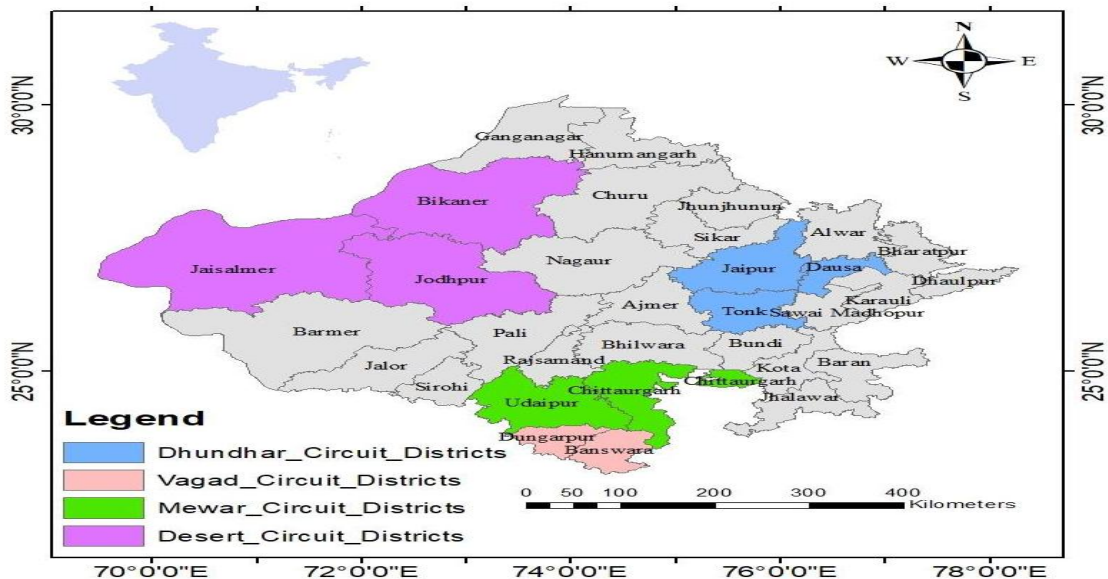 N
W E
S
30°0'0"N
30°0'0"N
Ganganagar
Hanumangarh
Churu
Bikaner
Jhunjhunun
Sikar
Alwar
Bharatpur
Nagaur
Jaisalmer
Jodhpur
Jaipur
Dausa
Dhaulpur
Karauli
Ajmer
Tonk
Sawai Madhopur
Barmer
Pali
Bhilwara
Bundi
Rajsamand
Jalor
Kota
Baran
25°0'0"N
25°0'0"N
Sirohi
Chittaurgarh
Chittaurgarh
Udaipur
Jhalawar
Dungarpur
Banswara
Legend
Dhundhar_Circuit_Districts
Vagad_Circuit_Districts
Mewar_Circuit_Districts
Desert_Circuit_Districts
0 50 100 200 300 400
Kilometers
70°0'0"E 72°0'0"E 74°0'0"E 76°0'0"E 78°0'0"E